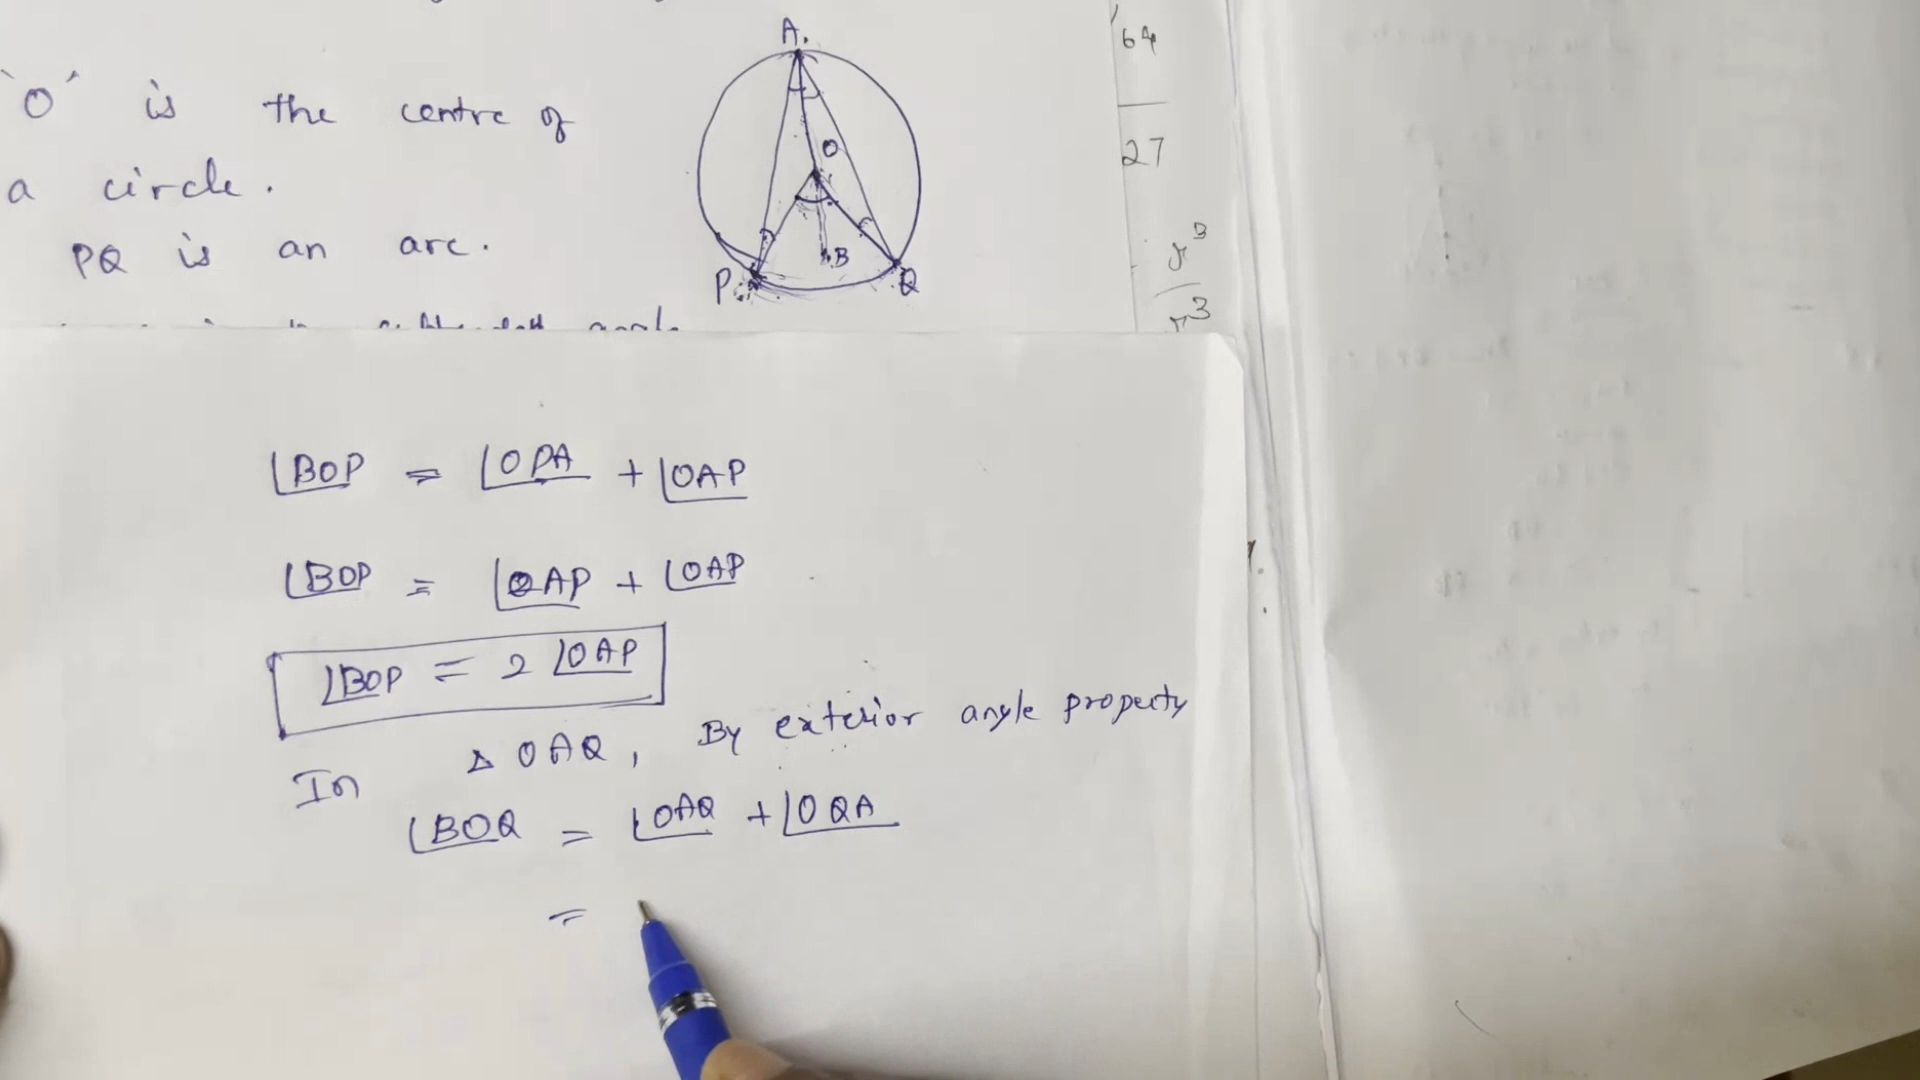 'O' is the centre of
a circle.
PQ is an arc.
A.
O
.B
P
Q
64
27
r³
r³
∠BOP = ∠OPA + ∠OAP
∠BOP = ∠OAP + ∠OAP
∠BOP = 2 ∠OAP
In △ OAQ, By exterior angle property
∠BOQ = ∠OAQ + ∠OQA
=